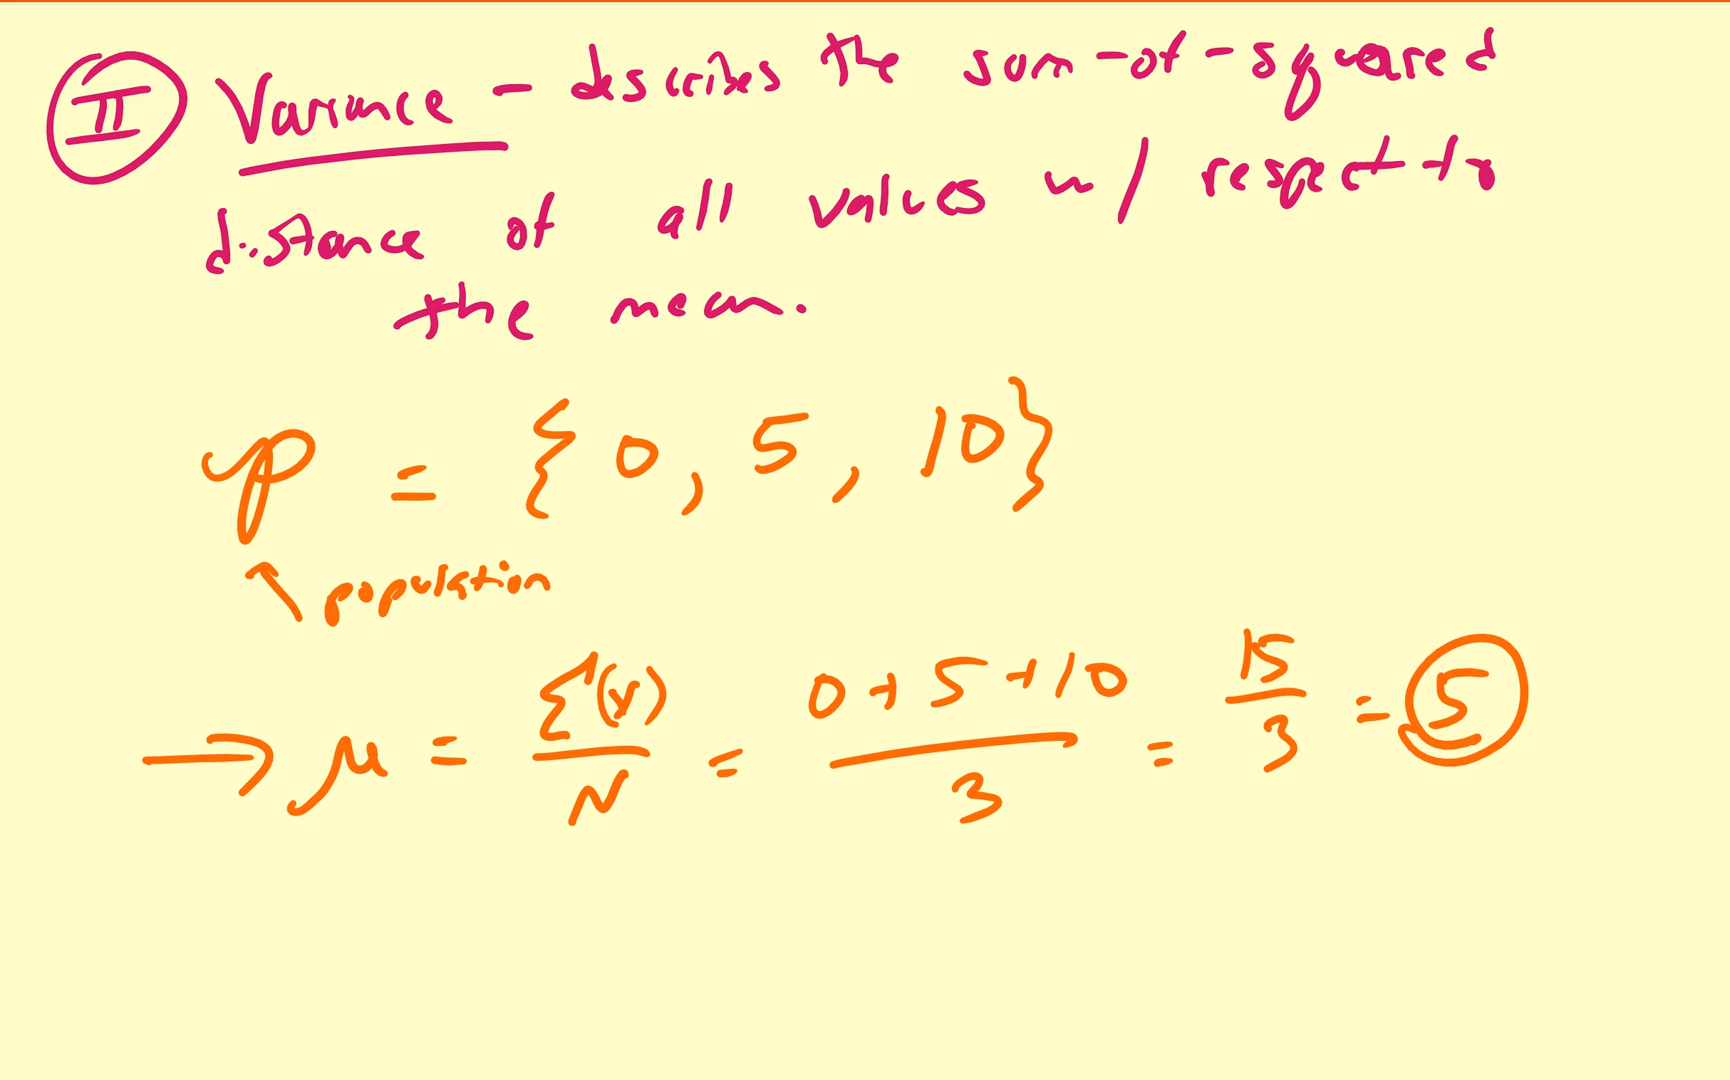 II Variance - describes the sum-of-squared
distance of all values w/ respect to
the mean.
P = {0, 5, 10}
population
→ μ = Σ(x)/N = 0+5+10/3 = 15/3 = 5